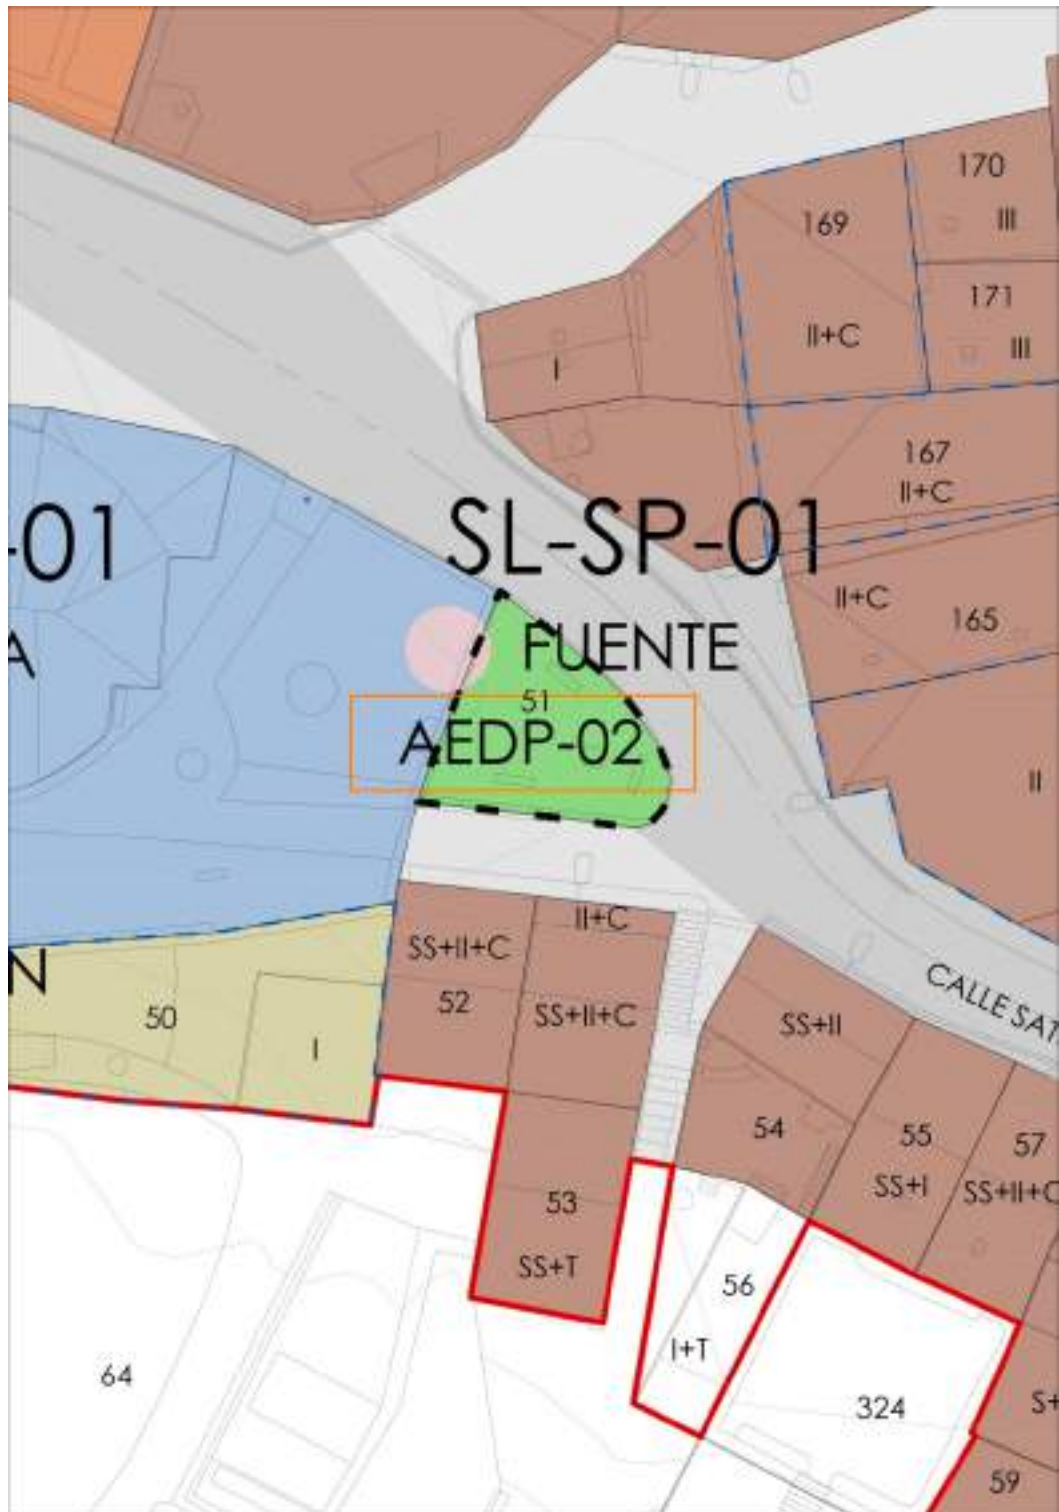 170
III
169
171
III
II+C
I
167
II+C
-01
SL-SP-01
II+C
165
A
FUENTE
51
AEDP-02
II
II+C
SS+II+C
N
CALLE SAT
52
SS+II+C
50
SS+II
I
54
55
57
SS+I
SS+II+C
53
SS+T
56
I+T
64
324
S+
59